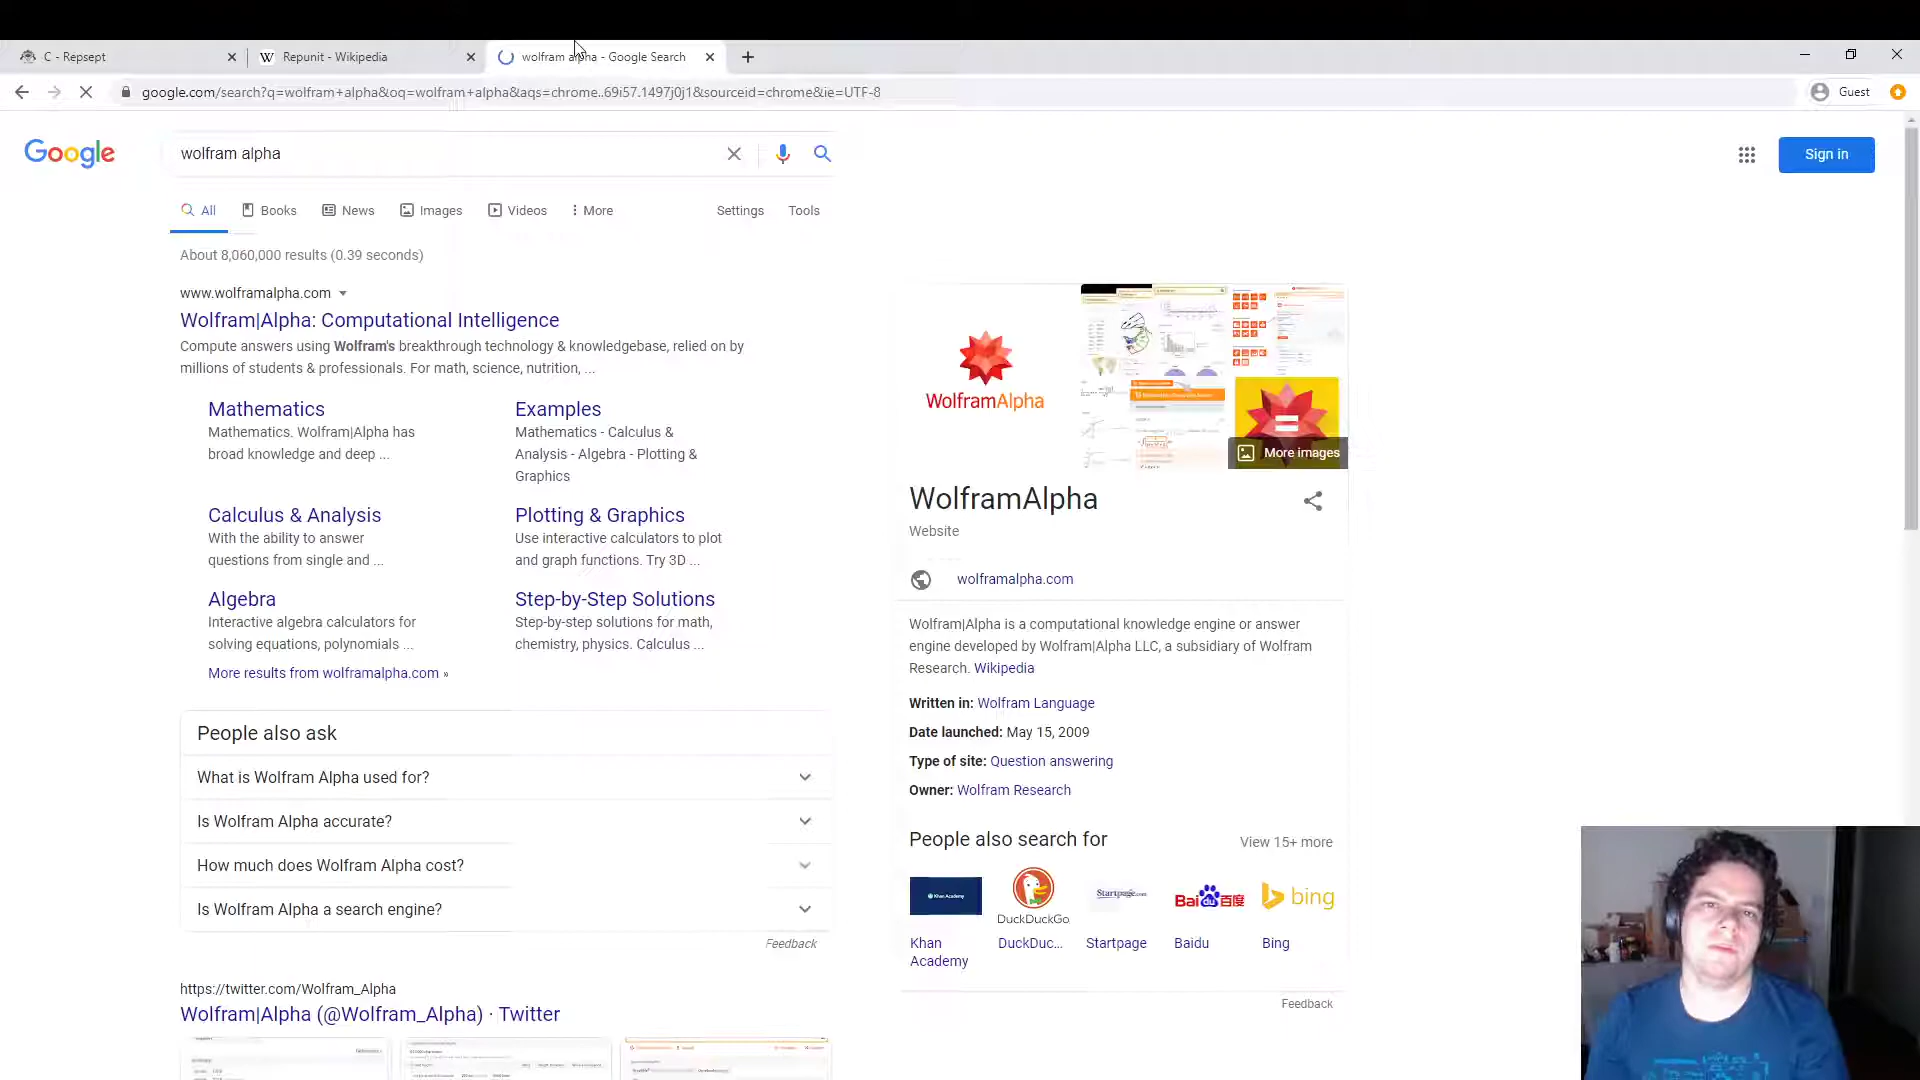 C - Repsept
Repunit - Wikipedia
wolfram alpha - Google Search
google.com/search?q=wolfram+alpha&oq=wolfram+alpha&aqs=chrome..69i57.1497j0j1&sourceid=chrome&ie=UTF-8
Guest
Google
wolfram alpha
Sign in
All
Books
News
Images
Videos
More
Settings
Tools
About 8,060,000 results (0.39 seconds)
www.wolframalpha.com
Wolfram|Alpha: Computational Intelligence
Compute answers using Wolfram's breakthrough technology & knowledgebase, relied on by
millions of students & professionals. For math, science, nutrition, ...
Mathematics
Mathematics. Wolfram|Alpha has
broad knowledge and deep ...
Examples
Mathematics - Calculus &
Analysis - Algebra - Plotting &
Graphics
Calculus & Analysis
With the ability to answer
questions from single and ...
Plotting & Graphics
Use interactive calculators to plot
and graph functions. Try 3D ...
Algebra
Interactive algebra calculators for
solving equations, polynomials ...
Step-by-Step Solutions
Step-by-step solutions for math,
chemistry, physics. Calculus ...
More results from wolframalpha.com »
People also ask
What is Wolfram Alpha used for?
Is Wolfram Alpha accurate?
How much does Wolfram Alpha cost?
Is Wolfram Alpha a search engine?
Feedback
https://twitter.com/Wolfram_Alpha
Wolfram|Alpha (@Wolfram_Alpha) · Twitter
WolframAlpha
More images
WolframAlpha
Website
wolframalpha.com
Wolfram|Alpha is a computational knowledge engine or answer
engine developed by Wolfram|Alpha LLC, a subsidiary of Wolfram
Research. Wikipedia
Written in: Wolfram Language
Date launched: May 15, 2009
Type of site: Question answering
Owner: Wolfram Research
People also search for
View 15+ more
Khan Academy
DuckDuckGo
Startpage.com
Baidu百度
bing
Khan
Academy
DuckDuc...
Startpage
Baidu
Bing
Feedback